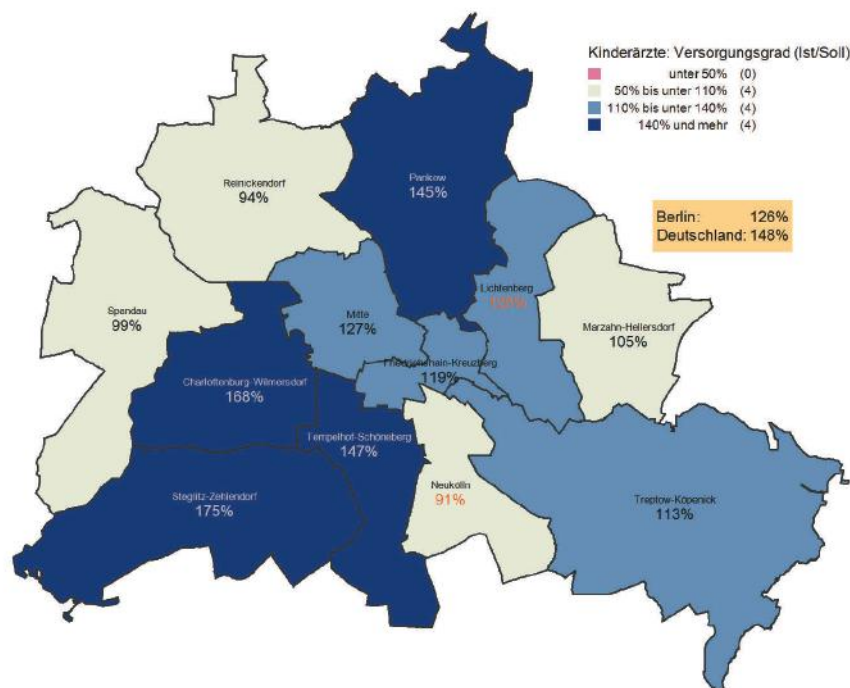 Kinderärzte: Versorgungsgrad (Ist/Soll)
unter 50% (0)
50% bis unter 110% (4)
110% bis unter 140% (4)
140% und mehr (4)
Reinickendorf
94%
Pankow
145%
Berlin: 126%
Deutschland: 148%
Spandau
99%
Mitte
127%
Lichtenberg
Marzahn-Hellersdorf
105%
Friedrichshain-Kreuzberg
119%
Charlottenburg-Wilmersdorf
168%
Tempelhof-Schöneberg
147%
Steglitz-Zehlendorf
175%
Neukölln
91%
Treptow-Köpenick
113%